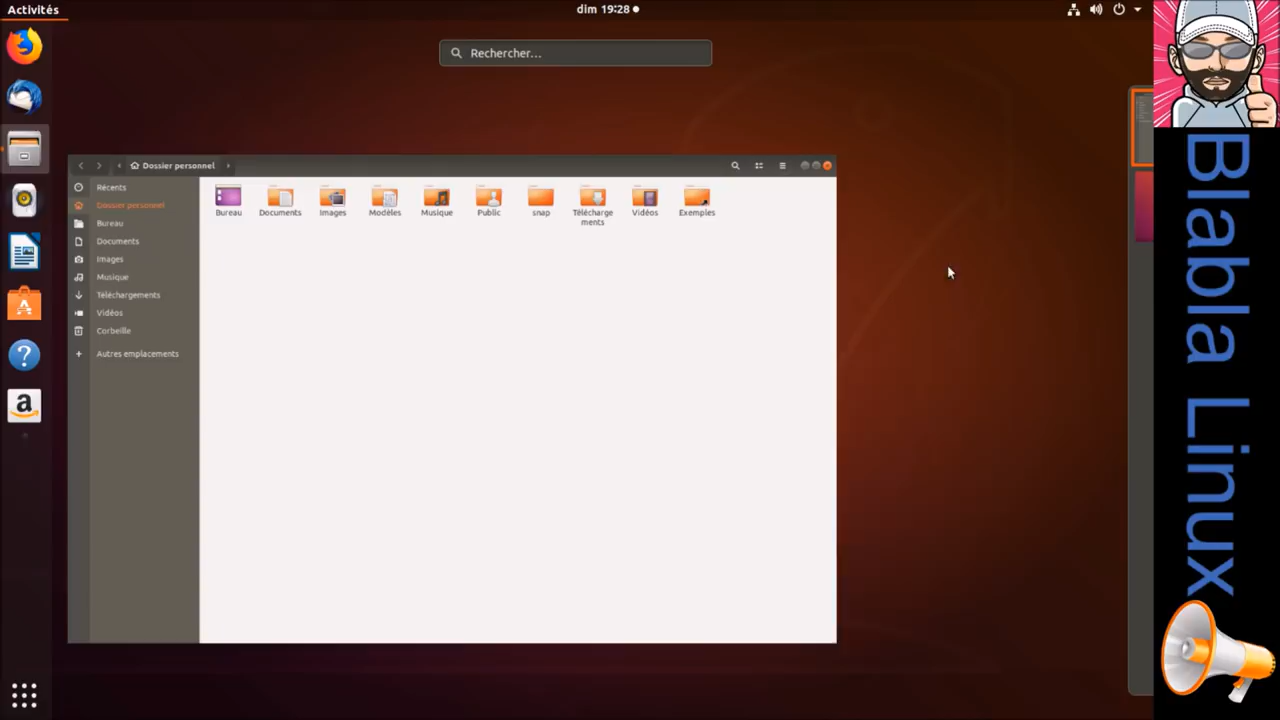 Activités
dim 19:28
Rechercher...
Dossier personnel
Récents
Dossier personnel
Bureau
Documents
Images
Musique
Téléchargements
Vidéos
Corbeille
Autres emplacements
Bureau
Documents
Images
Modèles
Musique
Public
snap
Télécharge
ments
Vidéos
Exemples
Blabla Linux